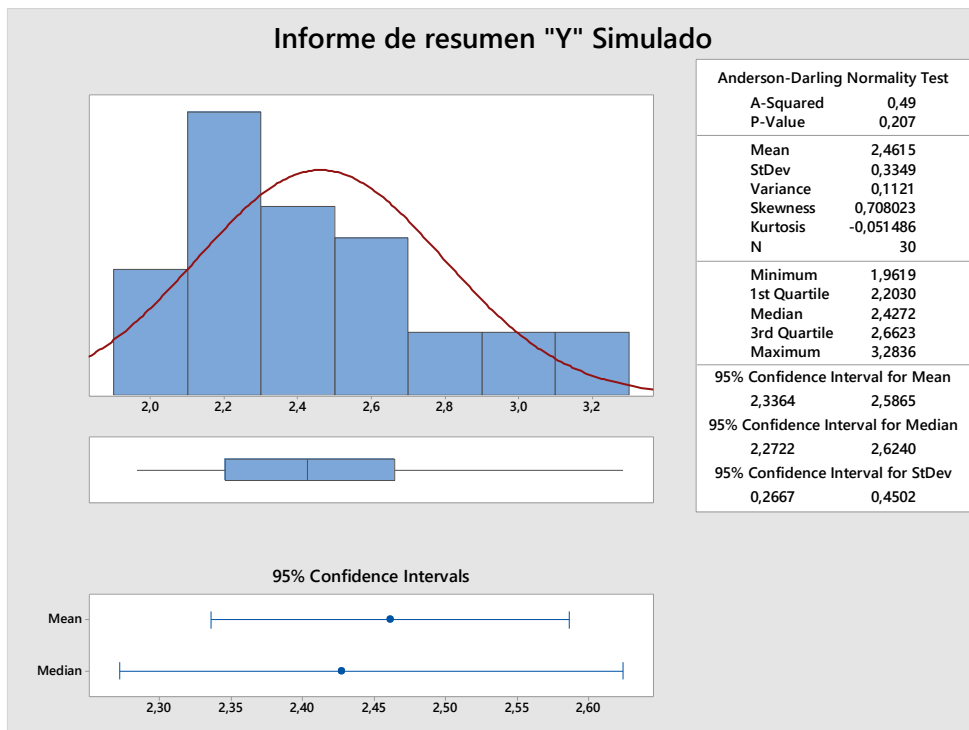 Informe de resumen "Y" Simulado
2,0 2,2 2,4 2,6 2,8 3,0 3,2
95% Confidence Intervals
Mean
Median
2,30 2,35 2,40 2,45 2,50 2,55 2,60
Anderson-Darling Normality Test
A-Squared 0,49
P-Value 0,207
Mean 2,4615
StDev 0,3349
Variance 0,1121
Skewness 0,708023
Kurtosis -0,051486
N 30
Minimum 1,9619
1st Quartile 2,2030
Median 2,4272
3rd Quartile 2,6623
Maximum 3,2836
95% Confidence Interval for Mean
2,3364 2,5865
95% Confidence Interval for Median
2,2722 2,6240
95% Confidence Interval for StDev
0,2667 0,4502